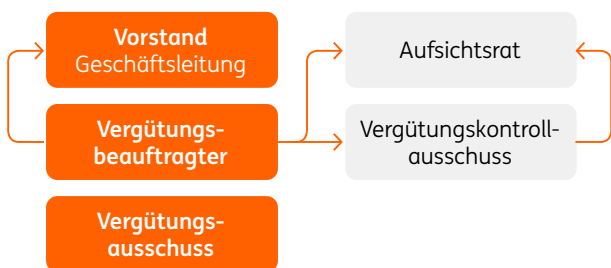 Vorstand
Geschäftsleitung
Aufsichtsrat
Vergütungs-
beauftragter
Vergütungskontroll-
ausschuss
Vergütungs-
ausschuss